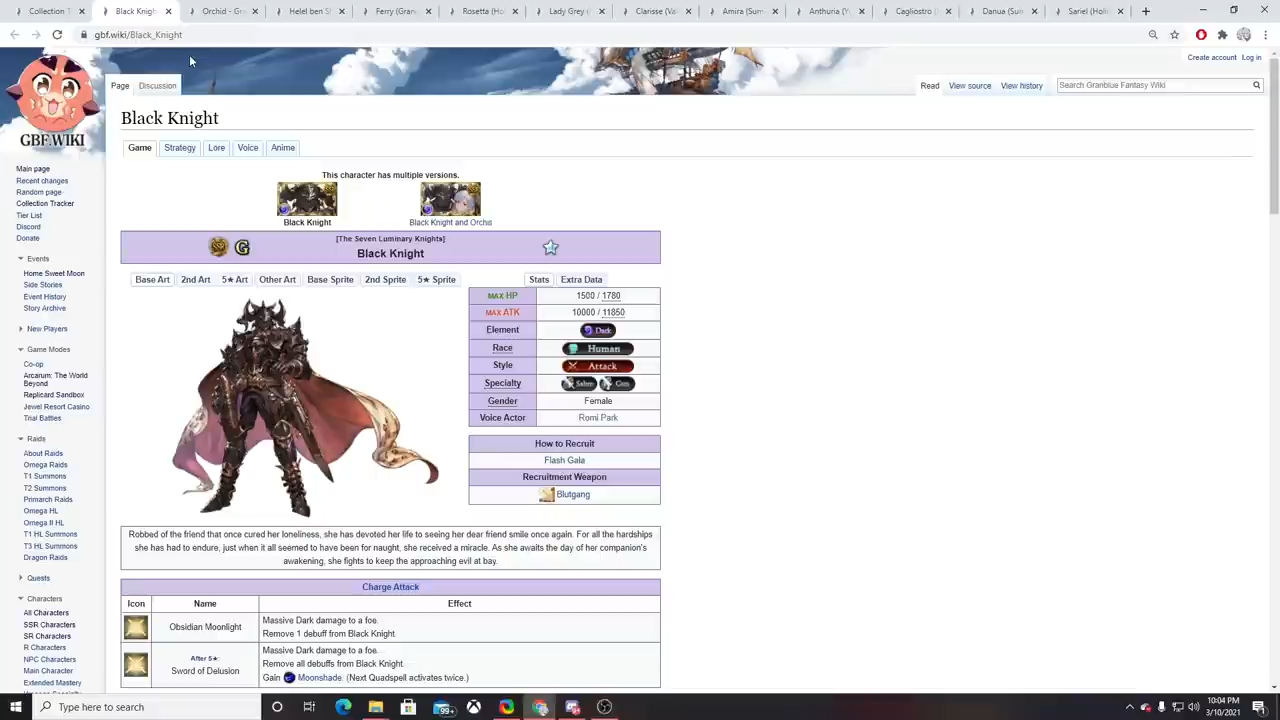 Collection T
Orchid - Gr
Helel ben Sh
Ferry (Gran
Rosetta (Ho
Lady Grey (
Clarisse (Va
Amira (Sum
Anthuria (Y
Cagliostro (
Danua (Sum
Sariel (Holi
gbf.wiki/Black_Knight
Create account Log in
Page Discussion
Read View source View history
Search Granblue Fantasy Wiki
GBF.WIKI
Black Knight
Game Strategy Lore Voice Anime
This character has multiple versions.
Black Knight
Black Knight and Orchis
[The Seven Luminary Knights]
Black Knight
Base Art 2nd Art 5★ Art Other Art Base Sprite 2nd Sprite 5★ Sprite
Stats Extra Data
MAX HP 1500 / 1780
MAX ATK 10000 / 11850
Element Dark
Race Human
Style Attack
Specialty Sabre Gun
Gender Female
Voice Actor Romi Park
How to Recruit
Flash Gala
Recruitment Weapon
Blutgang
Robbed of the friend that once cured her loneliness, she has devoted her life to seeing her dear friend smile once again. For all the hardships
she has had to endure, just when it all seemed to have been for naught, she received a miracle. As she awaits the day of her companion's
awakening, she fights to keep the approaching evil at bay.
Charge Attack
Icon Name Effect
Obsidian Moonlight
Massive Dark damage to a foe.
Remove 1 debuff from Black Knight.
After 5★:
Sword of Delusion
Massive Dark damage to a foe.
Remove all debuffs from Black Knight.
Gain Moonshade. (Next Quadspell activates twice.)
Main page
Recent changes
Random page
Collection Tracker
Tier List
Discord
Donate
Events
Home Sweet Moon
Side Stories
Event History
Story Archive
New Players
Game Modes
Co-op
Arcarum: The World
Beyond
Replicard Sandbox
Jewel Resort Casino
Trial Battles
Raids
About Raids
Omega Raids
T1 Summons
T2 Summons
Primarch Raids
Omega HL
Omega II HL
T1 HL Summons
T3 HL Summons
Dragon Raids
Quests
Characters
All Characters
SSR Characters
SR Characters
R Characters
NPC Characters
Main Character
Extended Mastery
Type here to search
99+
10:04 PM
3/10/2021